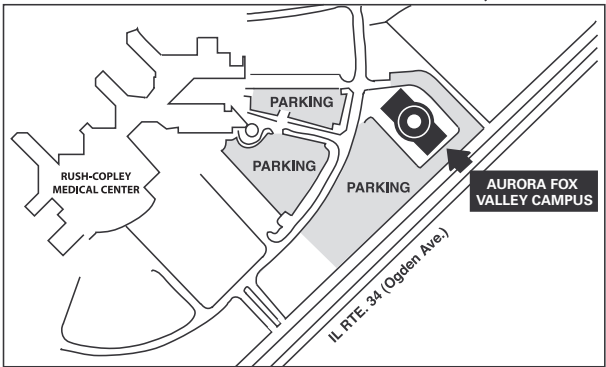 PARKING
PARKING
PARKING
RUSH-COPLEY
MEDICAL CENTER
AURORA FOX
VALLEY CAMPUS
IL RTE. 34 (Ogden Ave.)